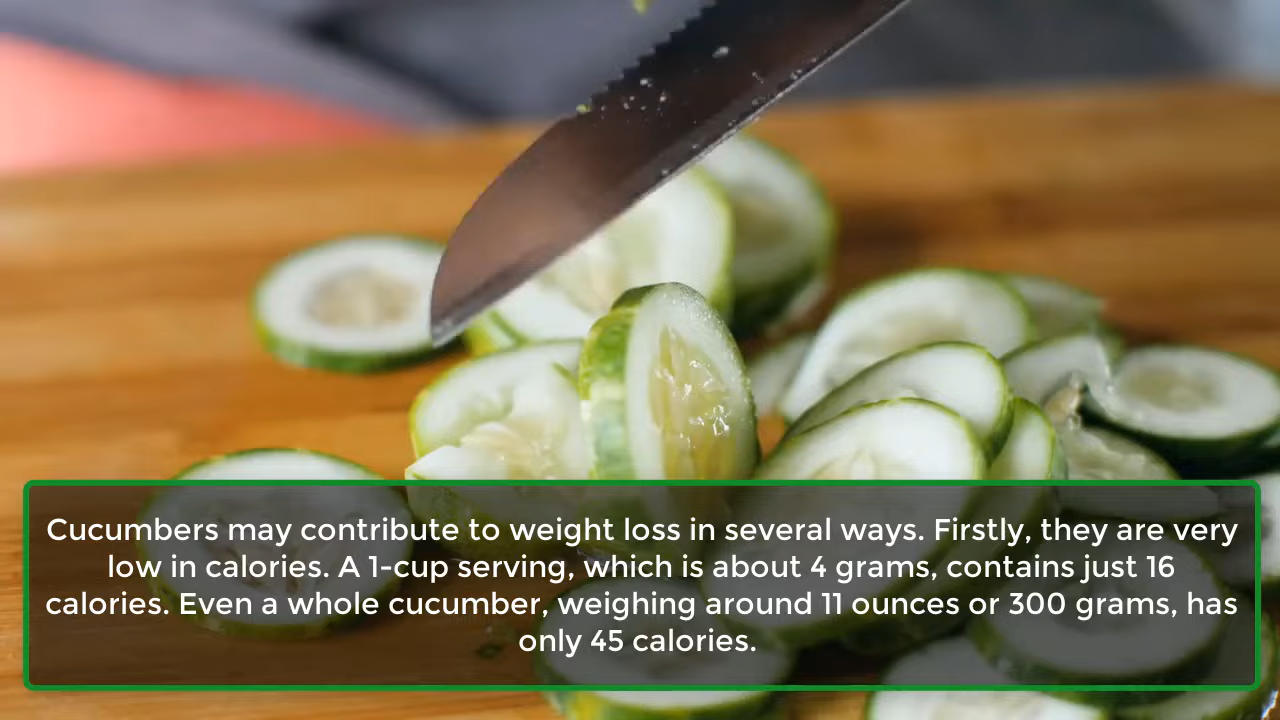 Cucumbers may contribute to weight loss in several ways. Firstly, they are very
low in calories. A 1-cup serving, which is about 4 grams, contains just 16
calories. Even a whole cucumber, weighing around 11 ounces or 300 grams, has
only 45 calories.